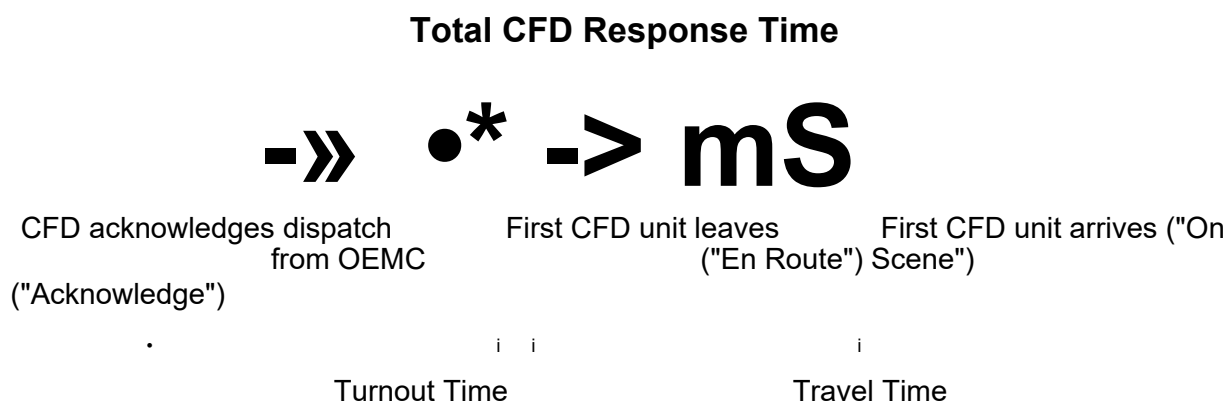 Total CFD Response Time
-» •* -> mS
CFD acknowledges dispatch First CFD unit leaves First CFD unit arrives ("On
from OEMC ("En Route") Scene")
("Acknowledge")
• i i i
Turnout Time Travel Time